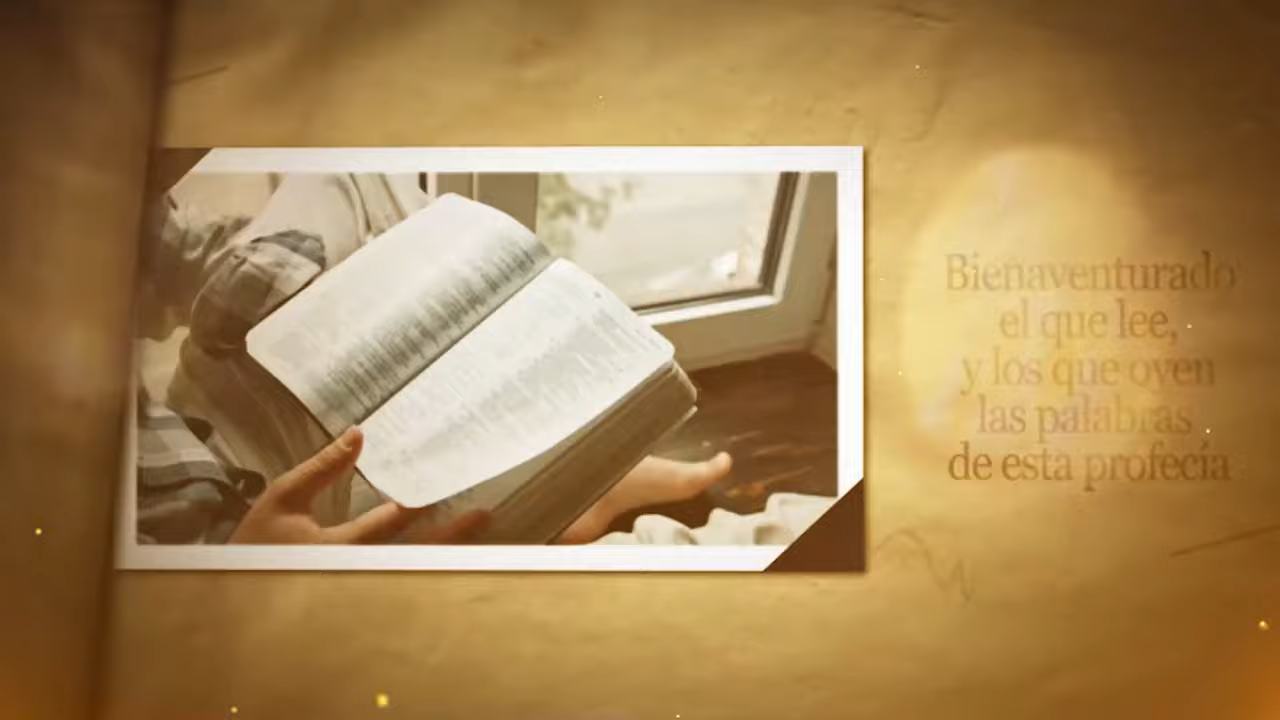 Bienaventurado
el que lee,
y los que oyen
las palabras
de esta profecía